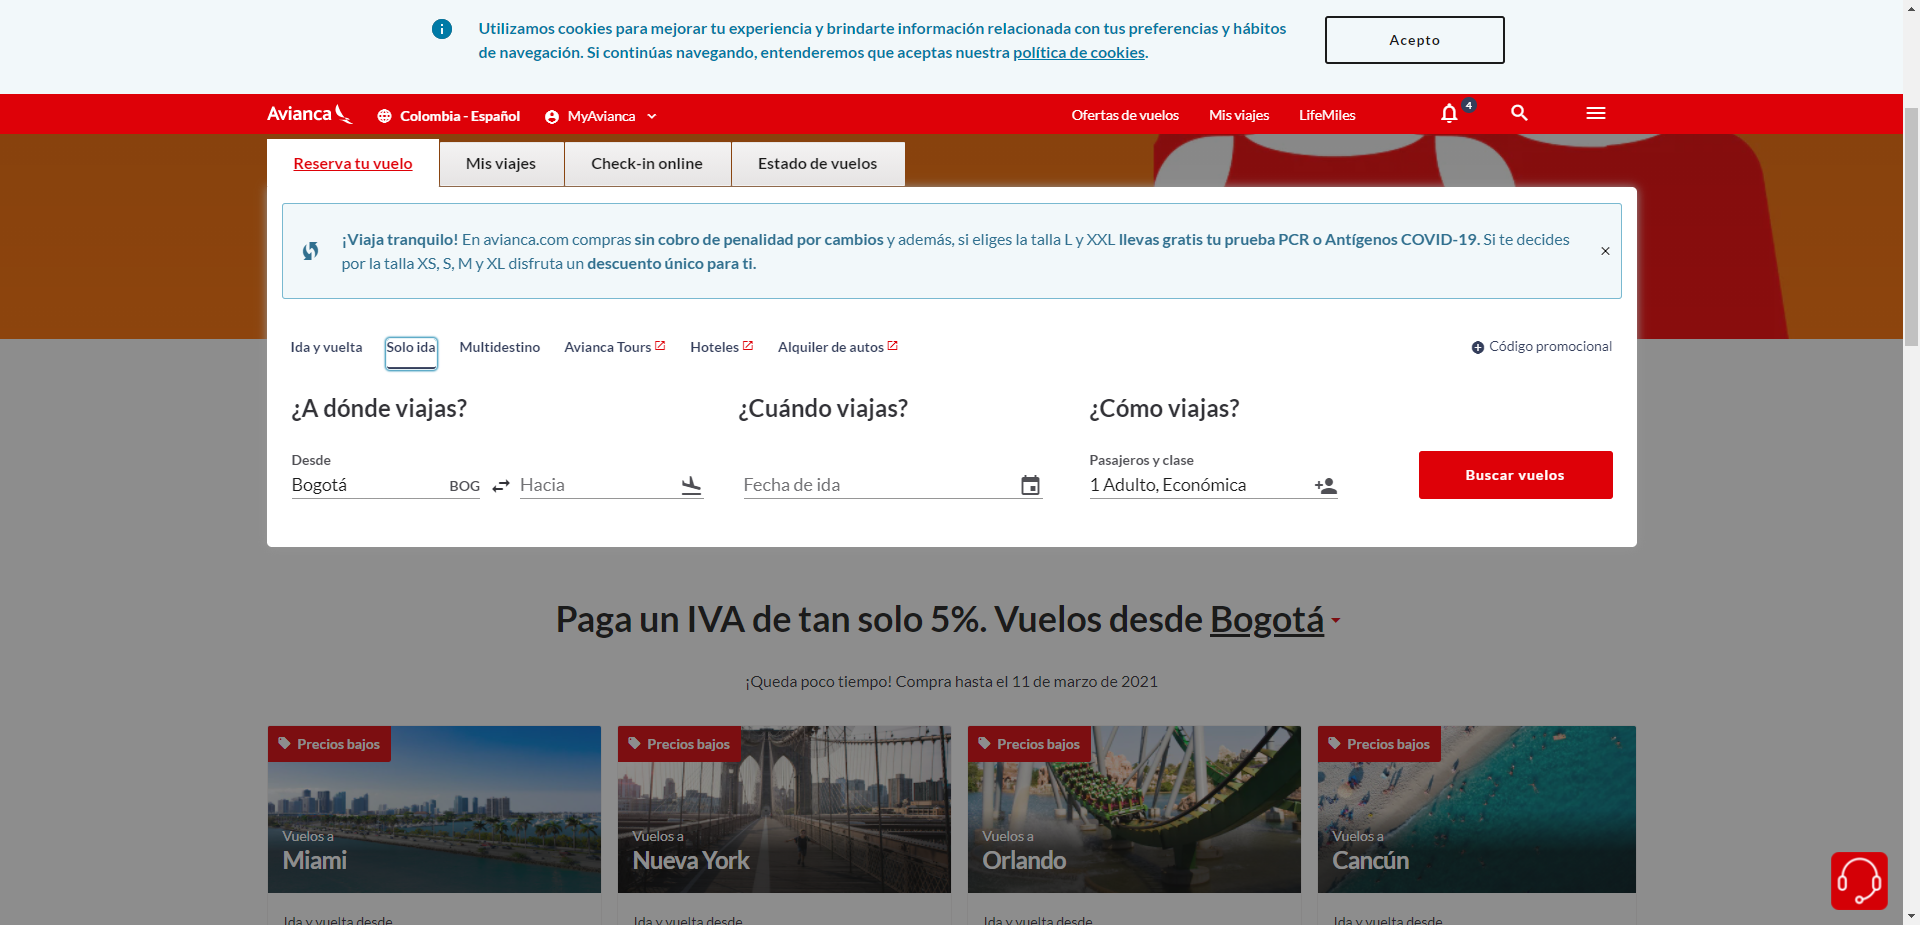 Utilizamos cookies para mejorar tu experiencia y brindarte información relacionada con tus preferencias y hábitos
de navegación. Si continúas navegando, entenderemos que aceptas nuestra política de cookies.
Acepto
Avianca
Colombia - Español
MyAvianca
Ofertas de vuelos
Mis viajes
LifeMiles
4
Reserva tu vuelo
Mis viajes
Check-in online
Estado de vuelos
¡Viaja tranquilo! En avianca.com compras sin cobro de penalidad por cambios y además, si eliges la talla L y XXL llevas gratis tu prueba PCR o Antígenos COVID-19. Si te decides
por la talla XS, S, M y XL disfruta un descuento único para ti.
Ida y vuelta
Solo ida
Multidestino
Avianca Tours
Hoteles
Alquiler de autos
Código promocional
¿A dónde viajas?
¿Cuándo viajas?
¿Cómo viajas?
Desde
Bogotá
BOG
Hacia
Fecha de ida
Pasajeros y clase
1 Adulto, Económica
Buscar vuelos
Paga un IVA de tan solo 5%. Vuelos desde Bogotá
¡Queda poco tiempo! Compra hasta el 11 de marzo de 2021
Precios bajos
Vuelos a
Miami
Ida y vuelta desde
Precios bajos
Vuelos a
Nueva York
Ida y vuelta desde
Precios bajos
Vuelos a
Orlando
Ida y vuelta desde
Precios bajos
Vuelos a
Cancún
Ida y vuelta desde